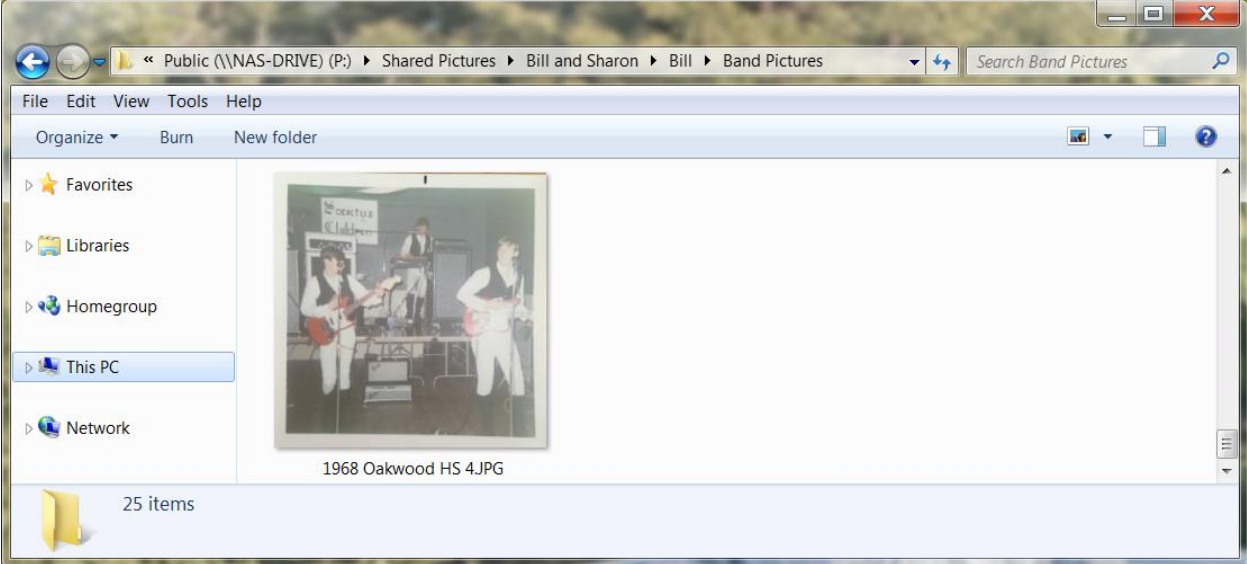 « Public (\\NAS-DRIVE) (P:) ▸ Shared Pictures ▸ Bill and Sharon ▸ Bill ▸ Band Pictures
Search Band Pictures
File Edit View Tools Help
Organize Burn New folder
Favorites
Libraries
Homegroup
This PC
Network
Children
1968 Oakwood HS 4.JPG
25 items